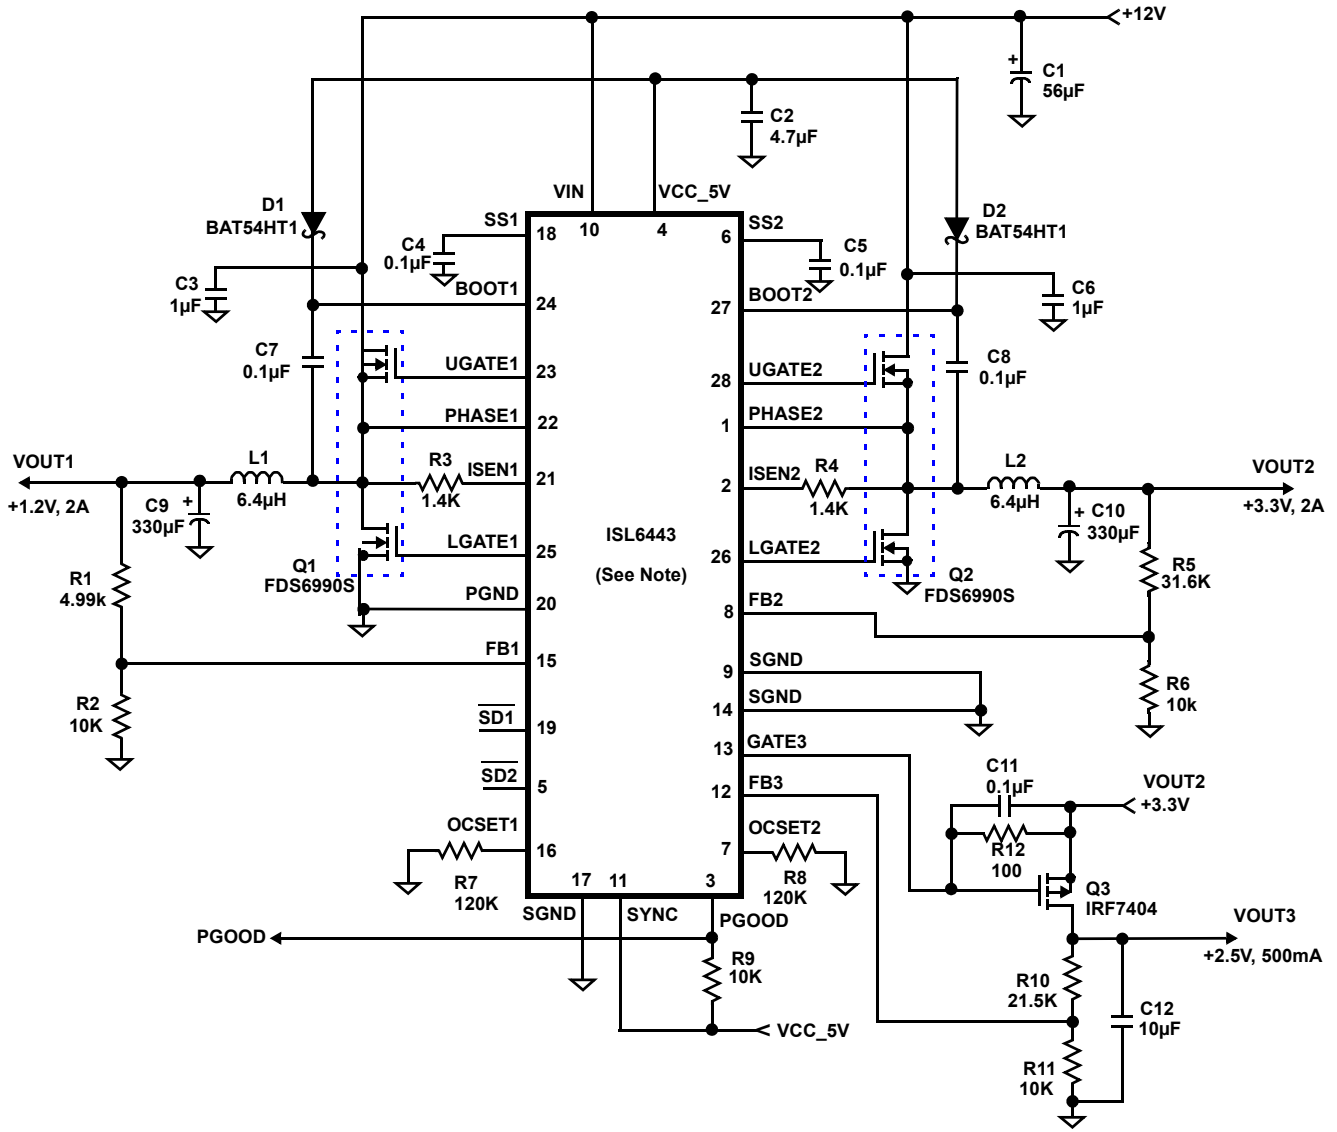 +12V
C1
56µF
+
C2
4.7µF
VIN
VCC_5V
10
4
D1
BAT54HT1
SS1
18
C4
0.1µF
C3
1µF
BOOT1
24
C7
0.1µF
UGATE1
23
PHASE1
22
VOUT1
+1.2V, 2A
L1
6.4µH
R3
1.4K
ISEN1
21
C9
330µF
+
LGATE1
25
Q1
FDS6990S
PGND
20
R1
4.99k
FB1
15
R2
10K
SD1
19
SD2
5
OCSET1
16
R7
120K
ISL6443
(See Note)
SS2
6
C5
0.1µF
D2
BAT54HT1
BOOT2
27
C6
1µF
UGATE2
28
C8
0.1µF
PHASE2
1
ISEN2
2
R4
1.4K
L2
6.4µH
VOUT2
+3.3V, 2A
+
C10
330µF
LGATE2
26
Q2
FDS6990S
R5
31.6K
FB2
8
SGND
9
R6
10k
SGND
14
GATE3
13
FB3
12
C11
0.1µF
VOUT2
+3.3V
R12
100
OCSET2
7
R8
120K
Q3
IRF7404
17
11
3
SGND
SYNC
PGOOD
PGOOD
R9
10K
VCC_5V
VOUT3
+2.5V, 500mA
R10
21.5K
C12
10µF
R11
10K